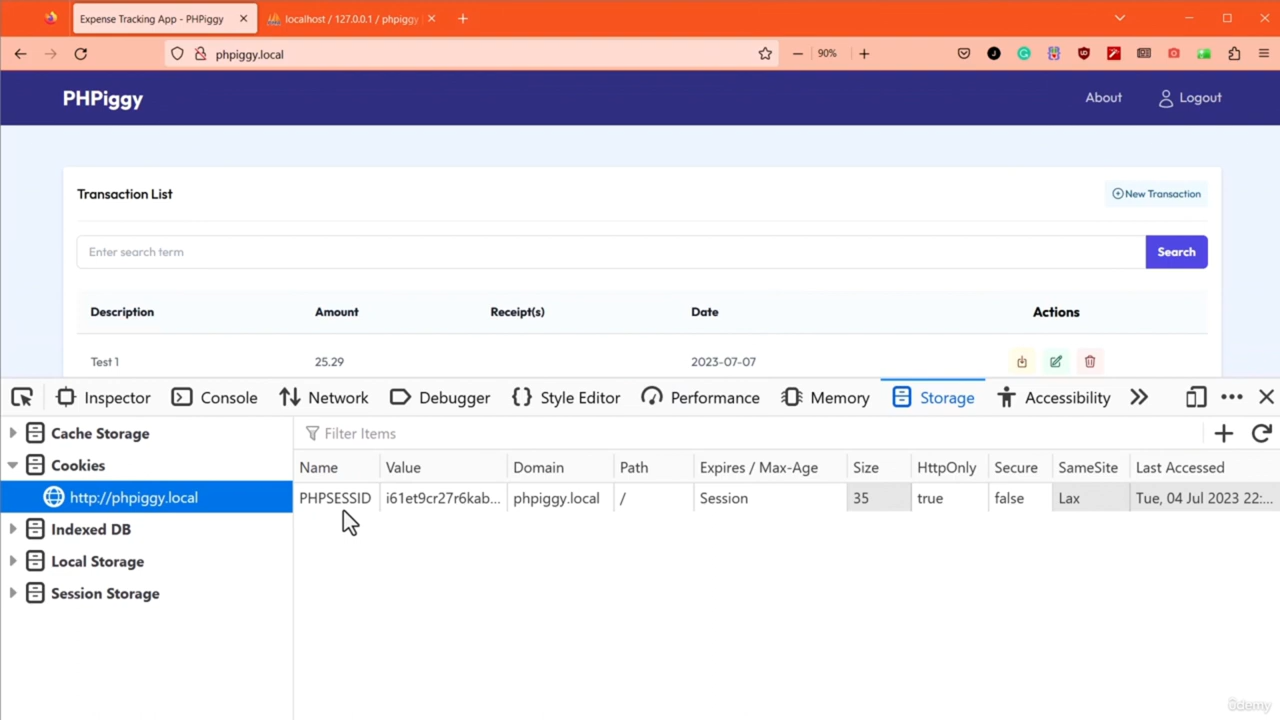 Expense Tracking App - PHPiggy
localhost / 127.0.0.1 / phpiggy
phpiggy.local
90%
PHPiggy
About
Logout
Transaction List
New Transaction
Enter search term
Search
Description Amount Receipt(s) Date Actions
Test 1 25.29 2023-07-07
Inspector Console Network Debugger Style Editor Performance Memory Storage Accessibility
Cache Storage
Cookies
http://phpiggy.local
Indexed DB
Local Storage
Session Storage
Filter Items
Name Value Domain Path Expires / Max-Age Size HttpOnly Secure SameSite Last Accessed
PHPSESSID i61et9cr27r6kab... phpiggy.local / Session 35 true false Lax Tue, 04 Jul 2023 22:...
ûdemy